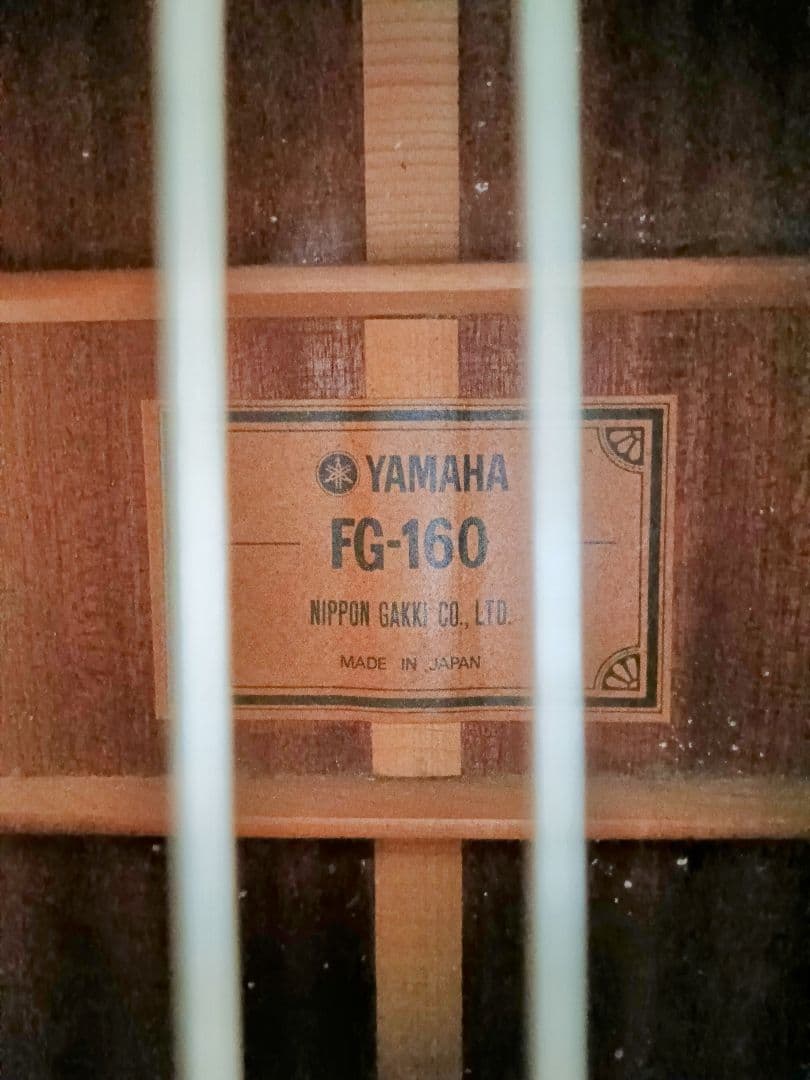 YAMAHA
FG-160
NIPPON GAKKI CO., LTD.
MADE IN JAPAN